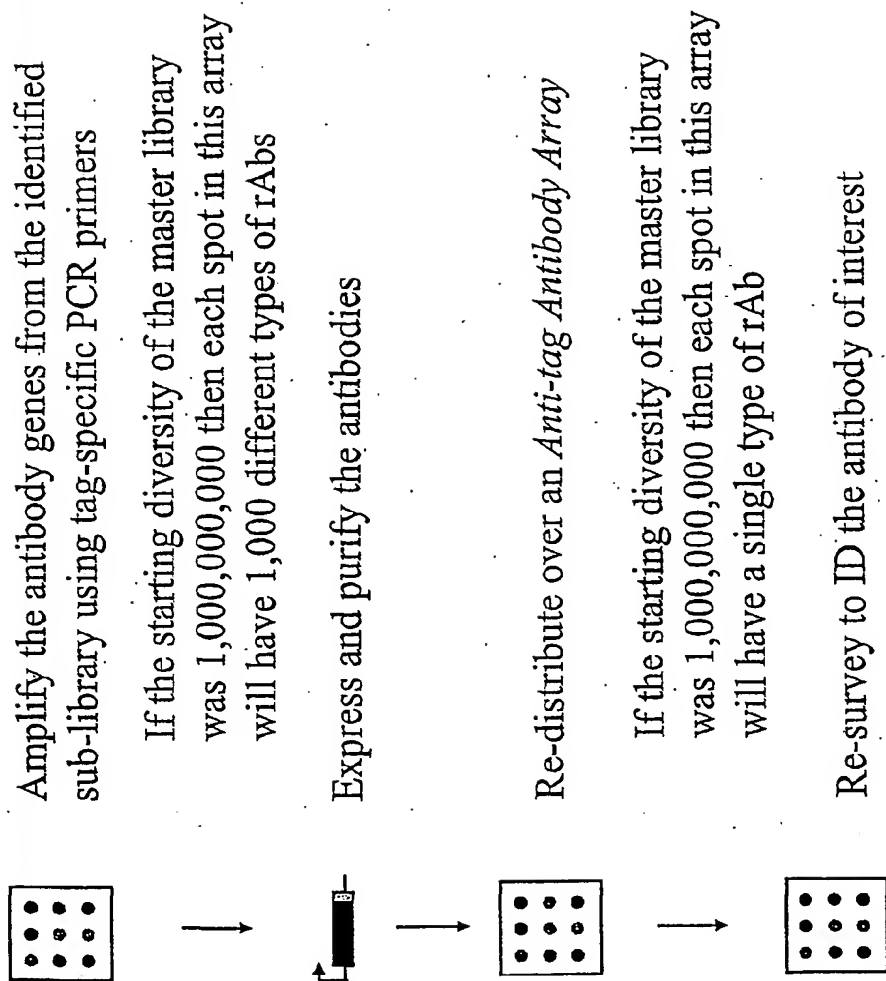 Amplify the antibody genes from the identified
sub-library using tag-specific PCR primers
If the starting diversity of the master library
was 1,000,000,000 then each spot in this array
will have 1,000 different types of rAbs
Express and purify the antibodies
Re-distribute over an Anti-tag Antibody Array
If the starting diversity of the master library
was 1,000,000,000 then each spot in this array
will have a single type of rAb
Re-survey to ID the antibody of interest